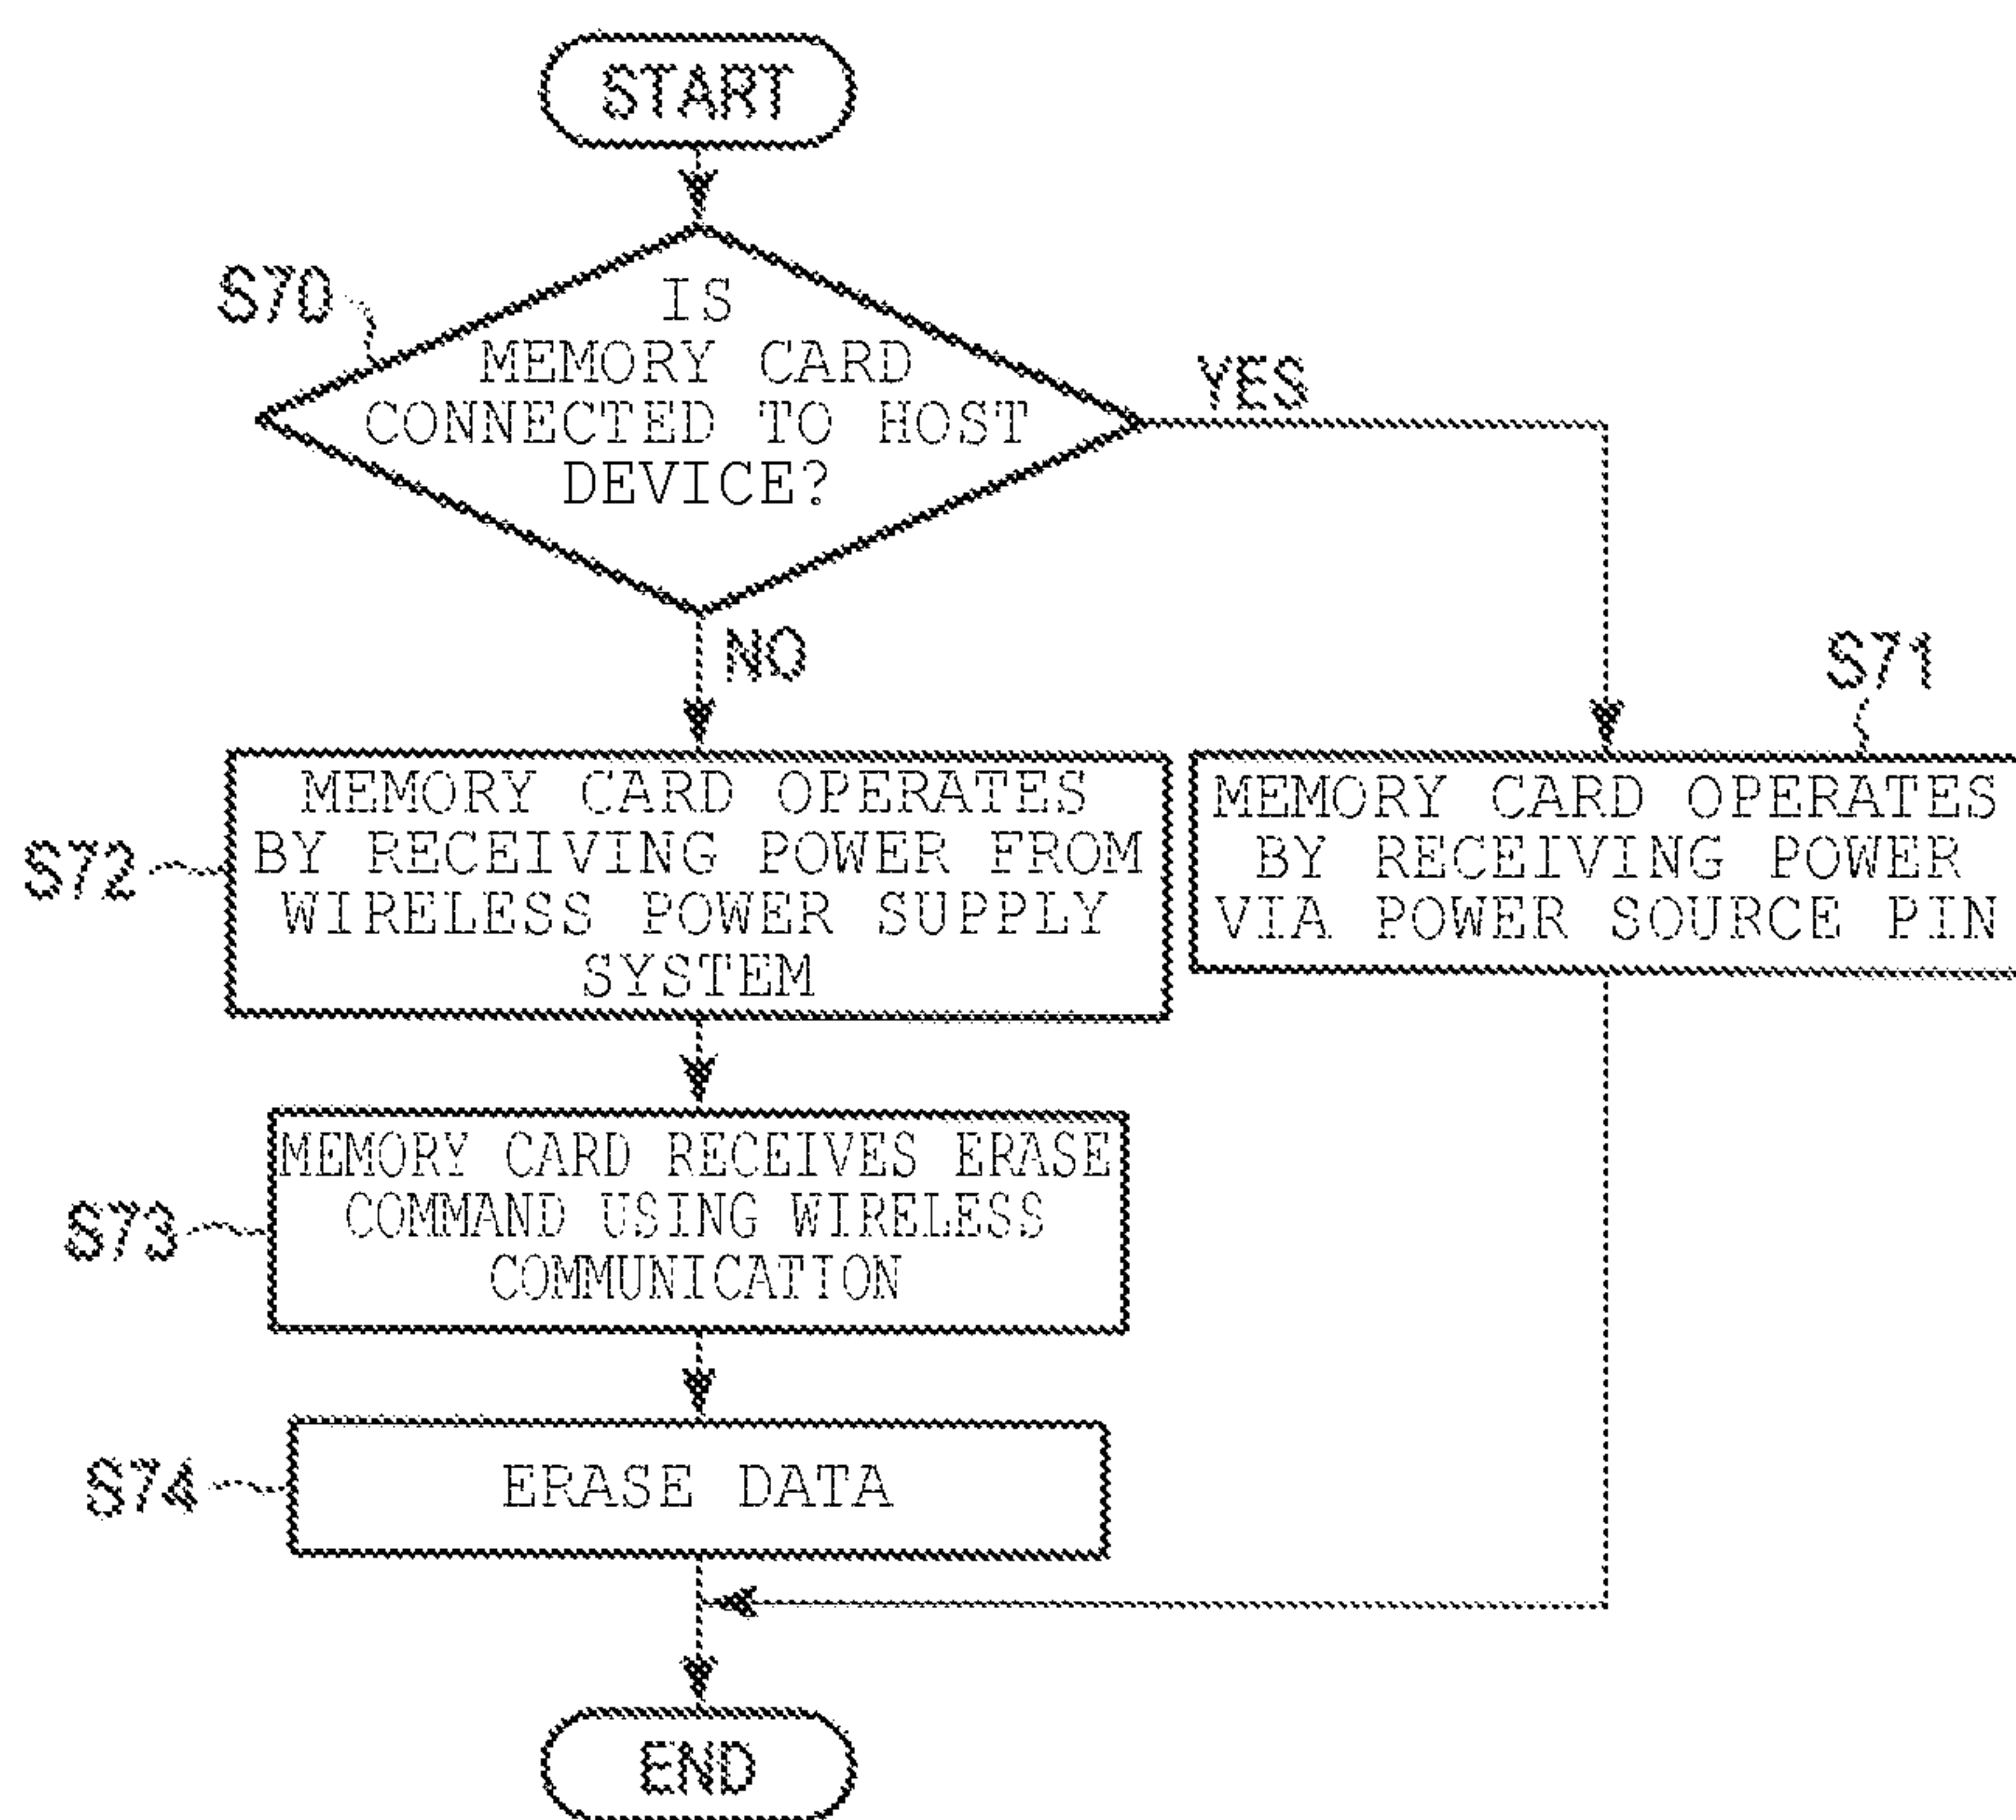 START
S70
IS
MEMORY CARD
CONNECTED TO HOST
DEVICE?
YES
NO
S71
MEMORY CARD OPERATES
BY RECEIVING POWER
VIA POWER SOURCE PIN
S72
MEMORY CARD OPERATES
BY RECEIVING POWER FROM
WIRELESS POWER SUPPLY
SYSTEM
S73
MEMORY CARD RECEIVES ERASE
COMMAND USING WIRELESS
COMMUNICATION
S74
ERASE DATA
END